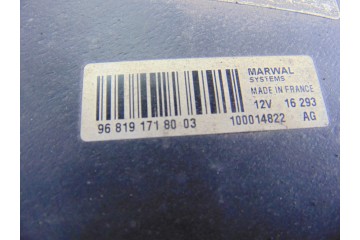 MARWAL
SYSTEMS
MADE IN FRANCE
12V 16 293
96 819 171 80 03 100014822 AG